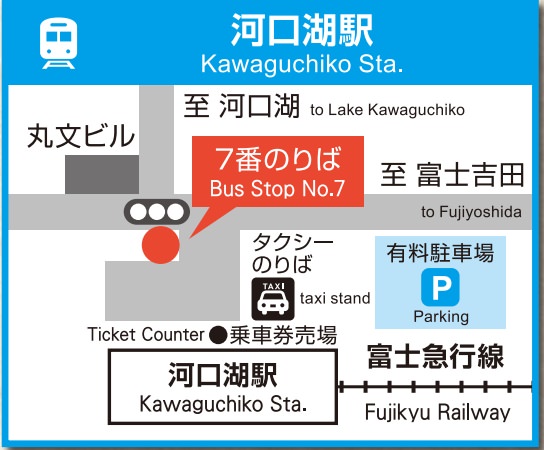 河口湖駅
Kawaguchiko Sta.
至 河口湖 to Lake Kawaguchiko
丸文ビル
7番のりば
Bus Stop No.7
至 富士吉田
to Fujiyoshida
タクシー
のりば
TAXI
taxi stand
有料駐車場
P
Parking
Ticket Counter ●乗車券売場
河口湖駅
Kawaguchiko Sta.
富士急行線
Fujikyu Railway